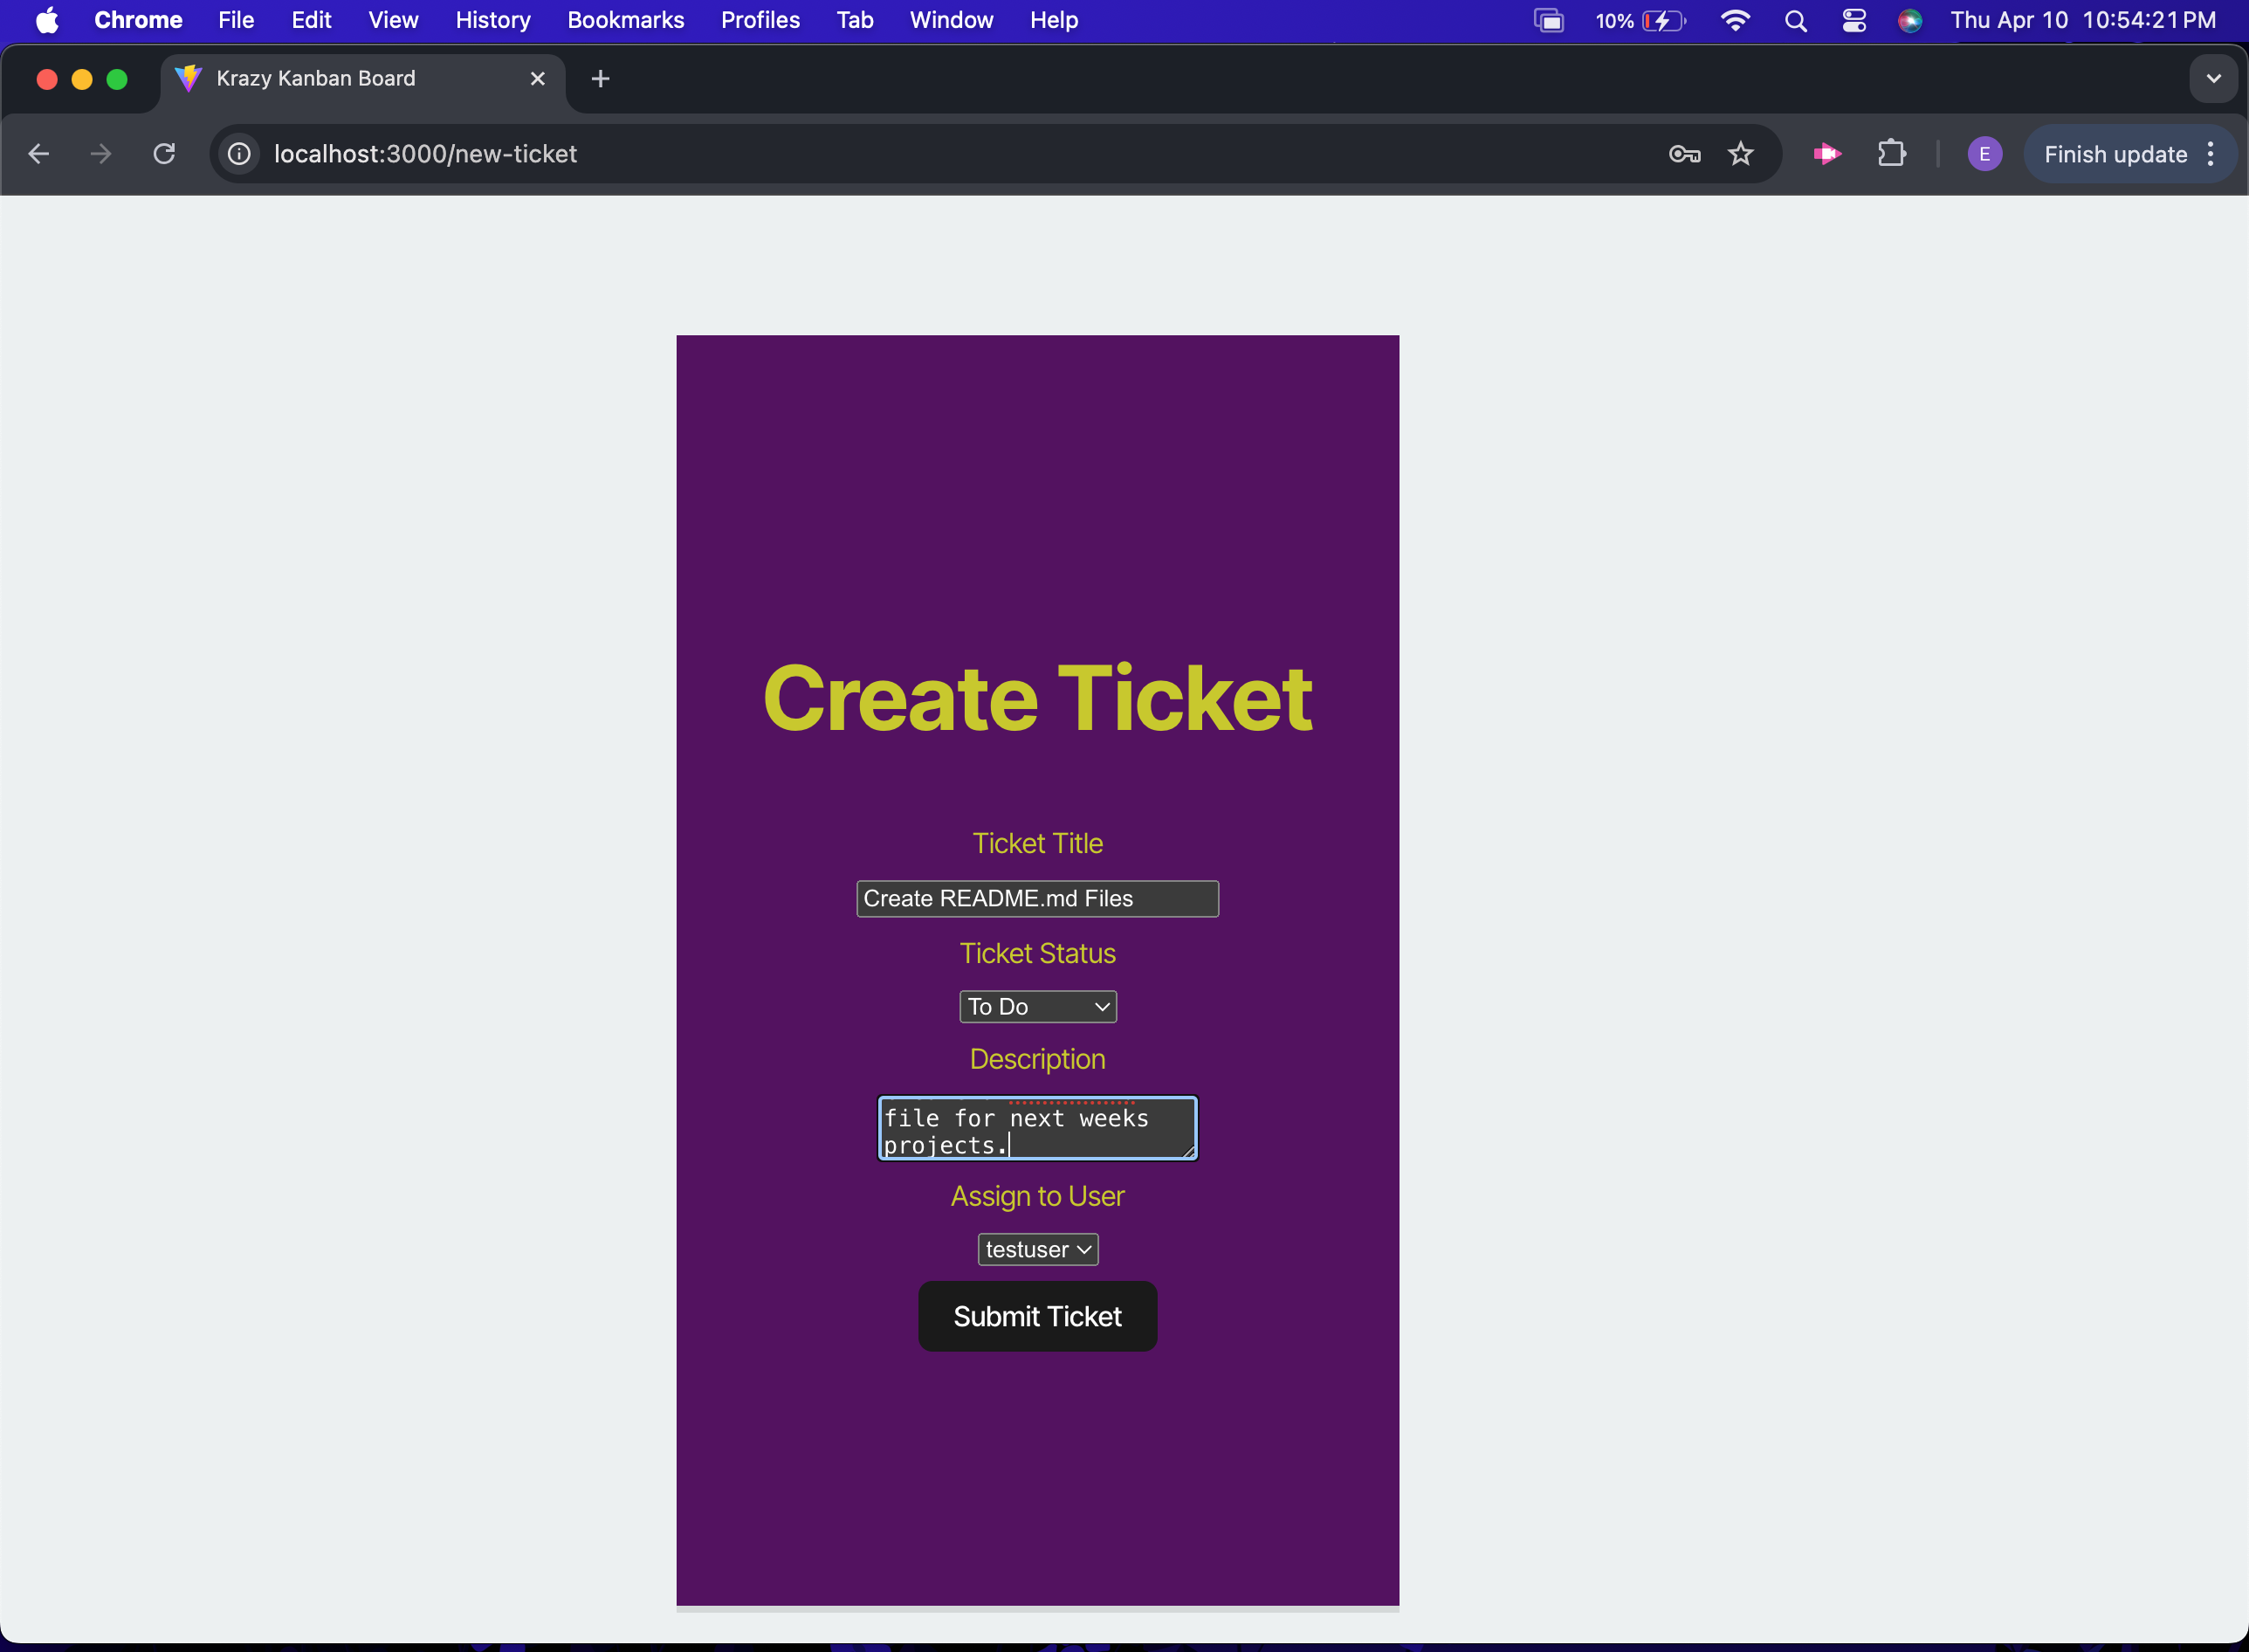 Chrome File Edit View History Bookmarks Profiles Tab Window Help 10% Thu Apr 10 10:54:21 PM
Krazy Kanban Board
localhost:3000/new-ticket E Finish update
Create Ticket
Ticket Title
Create README.md Files
Ticket Status
To Do
Description
file for next weeks
projects.
Assign to User
testuser
Submit Ticket